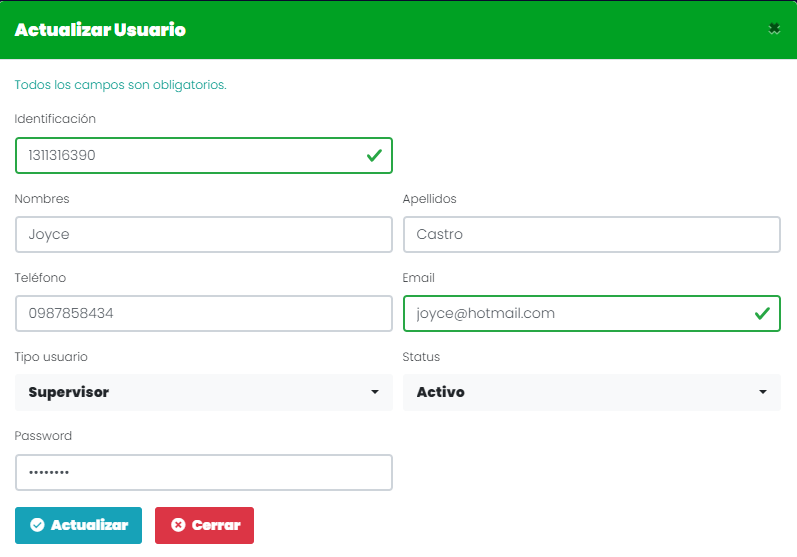 Actualizar Usuario
Todos los campos son obligatorios.
Identificación
1311316390
Nombres
Apellidos
Joyce
Castro
Teléfono
Email
0987858434
joyce@hotmail.com
Tipo usuario
Status
Supervisor
Activo
Password
••••••••
Actualizar
Cerrar